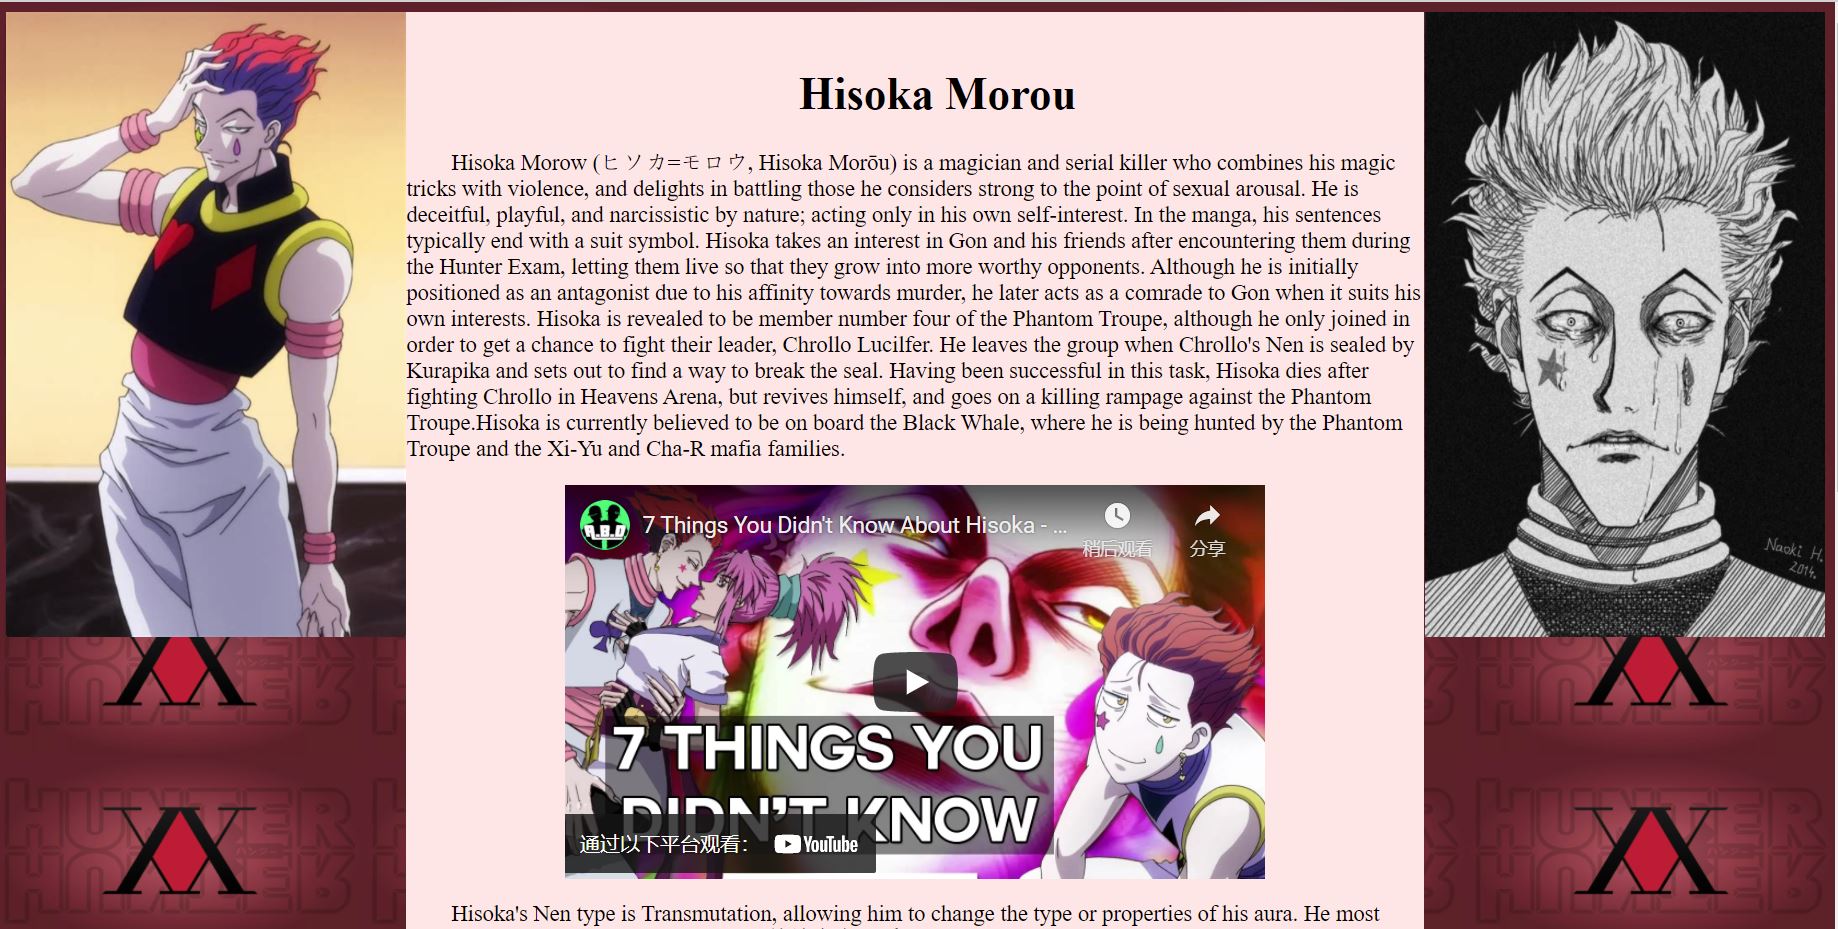 Hisoka Morou
Hisoka Morow (ヒソカ=モロウ, Hisoka Morōu) is a magician and serial killer who combines his magic
tricks with violence, and delights in battling those he considers strong to the point of sexual arousal. He is
deceitful, playful, and narcissistic by nature; acting only in his own self-interest. In the manga, his sentences
typically end with a suit symbol. Hisoka takes an interest in Gon and his friends after encountering them during
the Hunter Exam, letting them live so that they grow into more worthy opponents. Although he is initially
positioned as an antagonist due to his affinity towards murder, he later acts as a comrade to Gon when it suits his
own interests. Hisoka is revealed to be member number four of the Phantom Troupe, although he only joined in
order to get a chance to fight their leader, Chrollo Lucilfer. He leaves the group when Chrollo's Nen is sealed by
Kurapika and sets out to find a way to break the seal. Having been successful in this task, Hisoka dies after
fighting Chrollo in Heavens Arena, but revives himself, and goes on a killing rampage against the Phantom
Troupe.Hisoka is currently believed to be on board the Black Whale, where he is being hunted by the Phantom
Troupe and the Xi-Yu and Cha-R mafia families.
A.B.D
7 Things You Didn't Know About Hisoka - ...
稍后观看
分享
7 THINGS YOU
DIDN'T KNOW
通过以下平台观看：
YouTube
Hisoka's Nen type is Transmutation, allowing him to change the type or properties of his aura. He most
Naoki H.
2014.
HUNTER
HUNTER
HUNTER
HUNTER